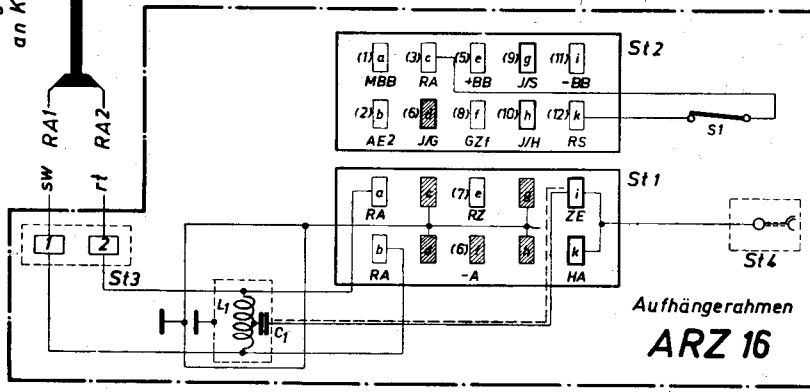 an K
sw RA1
rt RA2
1 2
St3
St2
(1) a (3) c (5) e (9) g (11) i
MBB RA +BB J/S -BB
(2) b (6) d (8) f (10) h (12) k
AE2 J/G GZf J/H RS
S1
St1
a c (7) e g i
RA RZ ZE
b d (6) f h k
RA -A HA
St4
L1
C1
Aufhängerahmen
ARZ 16